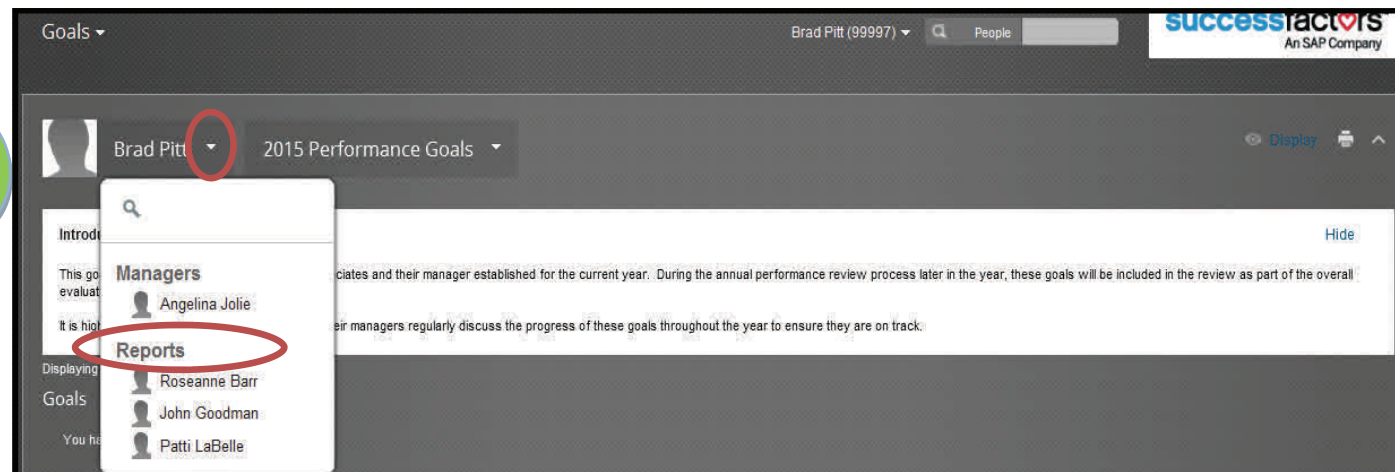 Goals
Brad Pitt (99997)
People
successfactors
An SAP Company
Brad Pitt
2015 Performance Goals
Display
Introdu
Hide
This go
ciates and their manager established for the current year. During the annual performance review process later in the year, these goals will be included in the review as part of the overall
evaluat
It is high
eir managers regularly discuss the progress of these goals throughout the year to ensure they are on track.
Managers
Angelina Jolie
Reports
Roseanne Barr
John Goodman
Patti LaBelle
Displaying
Goals
You ha